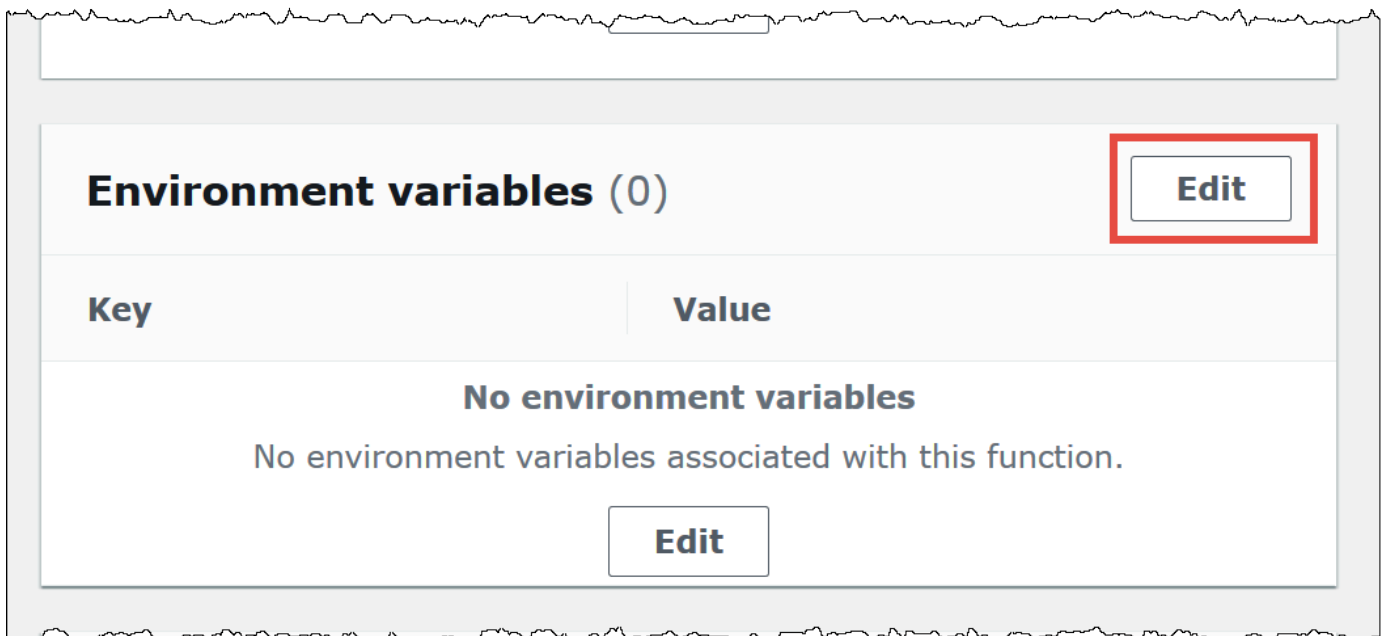 Environment variables (0)
Edit
Key
Value
No environment variables
No environment variables associated with this function.
Edit